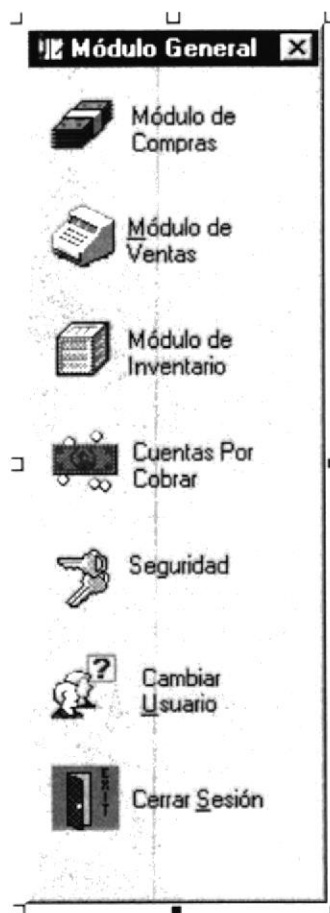 Módulo General
Módulo de
Compras
Módulo de
Ventas
Módulo de
Inventario
Cuentas Por
Cobrar
Seguridad
?
Cambiar
Usuario
EXIT
Cerrar Sesión